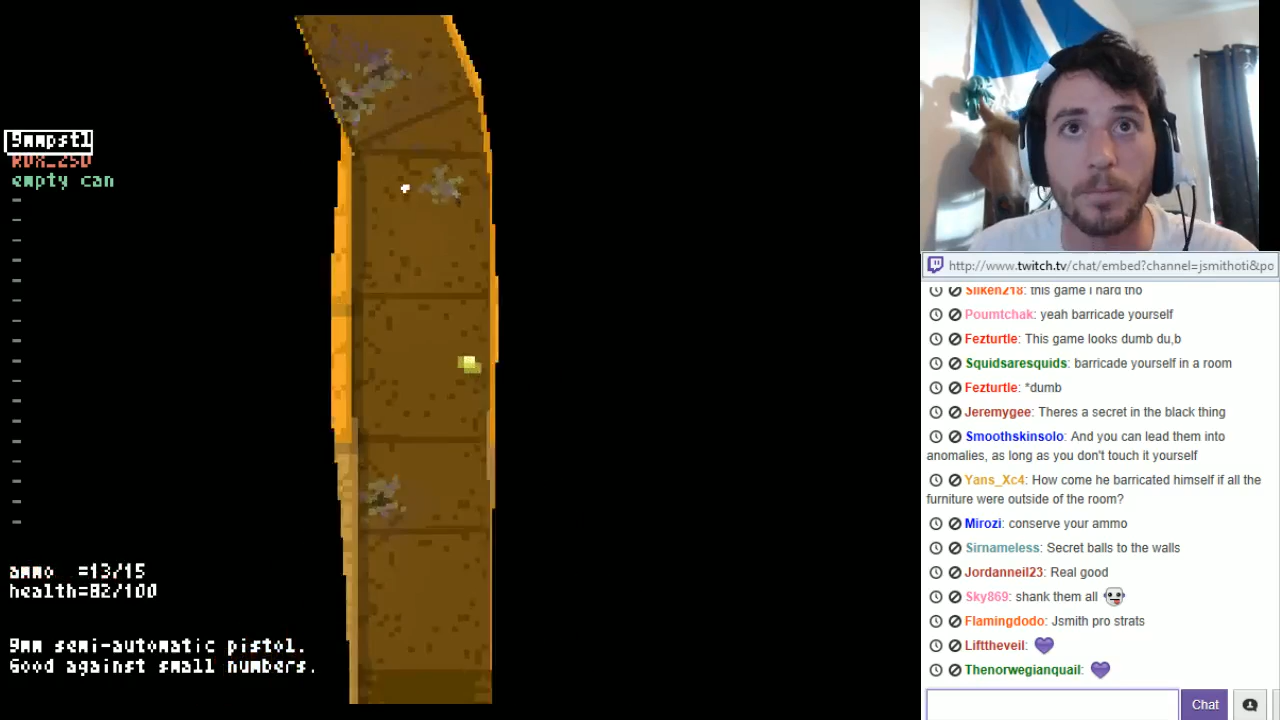 9mmpstl
RDX_25D
empty can
ammo =13/15
health=82/100
9mm semi-automatic pistol.
Good against small numbers.
http://www.twitch.tv/chat/embed?channel=jsmithoti&po
Sliken218: this game i hard tho
Poumtchak: yeah barricade yourself
Fezturtle: This game looks dumb du,b
Squidsaresquids: barricade yourself in a room
Fezturtle: *dumb
Jeremygee: Theres a secret in the black thing
Smoothskinsolo: And you can lead them into
anomalies, as long as you don't touch it yourself
Yans_Xc4: How come he barricated himself if all the
furniture were outside of the room?
Mirozi: conserve your ammo
Sirnameless: Secret balls to the walls
Jordanneil23: Real good
Sky869: shank them all
Flamingdodo: Jsmith pro strats
Lifttheveil:
Thenorwegianquail:
Chat